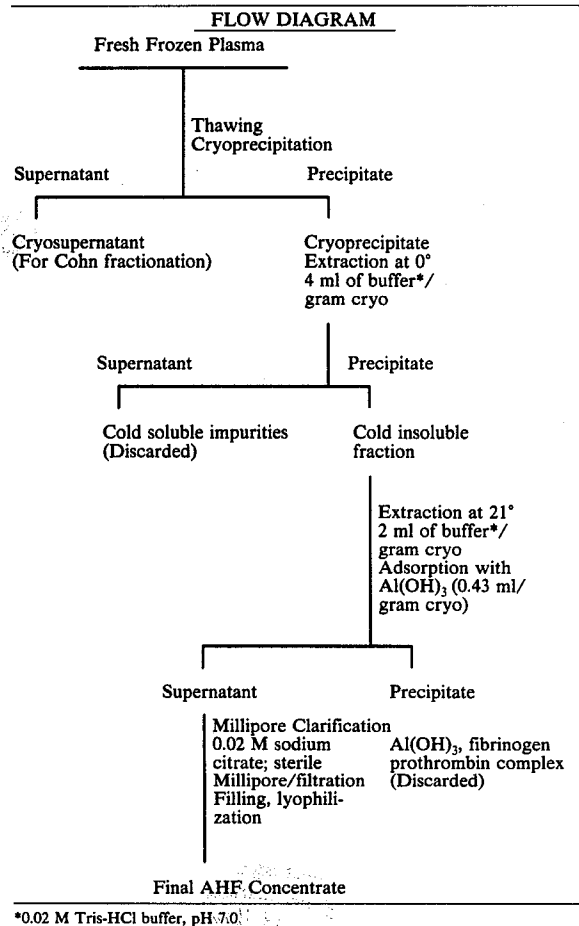 FLOW DIAGRAM
Fresh Frozen Plasma
Thawing
Cryoprecipitation
Supernatant
Precipitate
Cryosupernatant
(For Cohn fractionation)
Cryoprecipitate
Extraction at 0°
4 ml of buffer*/
gram cryo
Supernatant
Precipitate
Cold soluble impurities
(Discarded)
Cold insoluble
fraction
Extraction at 21°
2 ml of buffer*/
gram cryo
Adsorption with
Al(OH)₃ (0.43 ml/
gram cryo)
Supernatant
Precipitate
Millipore Clarification
0.02 M sodium
citrate; sterile
Millipore/filtration
Filling, lyophili-
zation
Al(OH)₃, fibrinogen
prothrombin complex
(Discarded)
Final AHF Concentrate
*0.02 M Tris-HCl buffer, pH 7.0